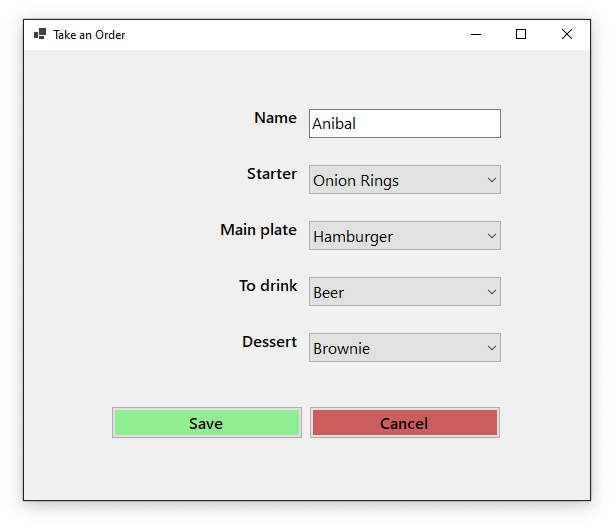 Take an Order
Name Anibal
Starter Onion Rings
Main plate Hamburger
To drink Beer
Dessert Brownie
Save Cancel